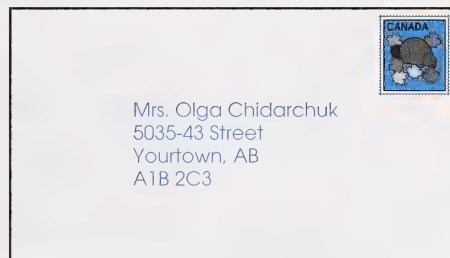 CANADA
Mrs. Olga Chidarchuk
5035-43 Street
Yourtown, AB
A1B 2C3